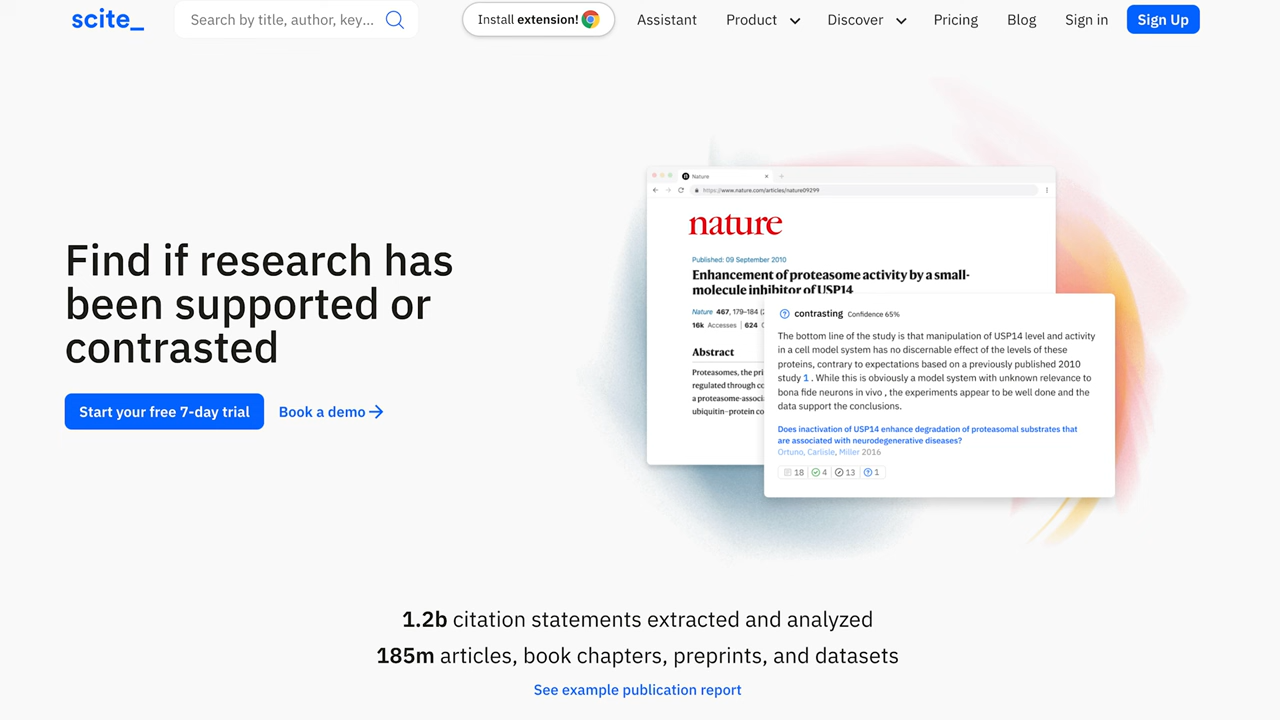 scite_
Search by title, author, key...
Install extension!
Assistant
Product
Discover
Pricing
Blog
Sign in
Sign Up
Find if research has
been supported or
contrasted
Start your free 7-day trial
Book a demo
Nature
https://www.nature.com/articles/nature09299
nature
Published: 09 September 2010
Enhancement of proteasome activity by a small-
molecule inhibitor of USP14
Nature 467, 179–184 (2
16k Accesses | 624 C
Abstract
Proteasomes, the pri
regulated through co
a proteasome-associ
ubiquitin–protein co
contrasting Confidence 65%
The bottom line of the study is that manipulation of USP14 level and activity
in a cell model system has no discernable effect of the levels of these
proteins, contrary to expectations based on a previously published 2010
study 1 . While this is obviously a model system with unknown relevance to
bona fide neurons in vivo , the experiments appear to be well done and the
data support the conclusions.
Does inactivation of USP14 enhance degradation of proteasomal substrates that
are associated with neurodegenerative diseases?
Ortuno, Carlisle, Miller 2016
18 4 13 1
1.2b citation statements extracted and analyzed
185m articles, book chapters, preprints, and datasets
See example publication report